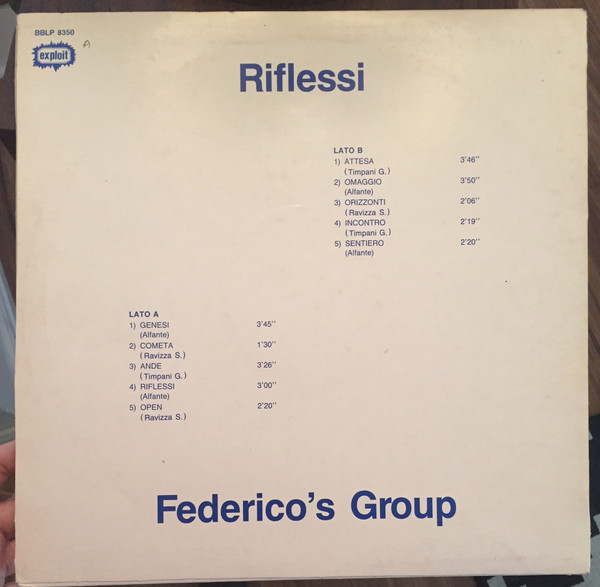 BBLP 8350
A
exploit
Riflessi
LATO B
1) ATTESA 3'46''
(Timpani G.)
2) OMAGGIO 3'50''
(Alfante)
3) ORIZZONTI 2'06''
(Ravizza S.)
4) INCONTRO 2'19''
(Timpani G.)
5) SENTIERO 2'20''
(Alfante)
LATO A
1) GENESI 3'45''
(Alfante)
2) COMETA 1'30''
(Ravizza S.)
3) ANDE 3'26''
(Timpani G.)
4) RIFLESSI 3'00''
(Alfante)
5) OPEN 2'20''
(Ravizza S.)
Federico's Group